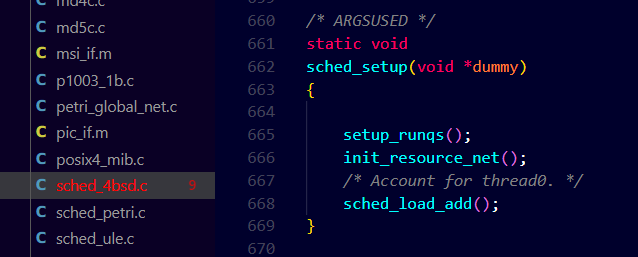 md4c.c
md5c.c
msi_if.m
p1003_1b.c
petri_global_net.c
pic_if.m
posix4_mib.c
sched_4bsd.c 9
sched_petri.c
sched_ule.c
660 /* ARGSUSED */
661 static void
662 sched_setup(void *dummy)
663 {
664
665 setup_runqs();
666 init_resource_net();
667 /* Account for thread0. */
668 sched_load_add();
669 }
670